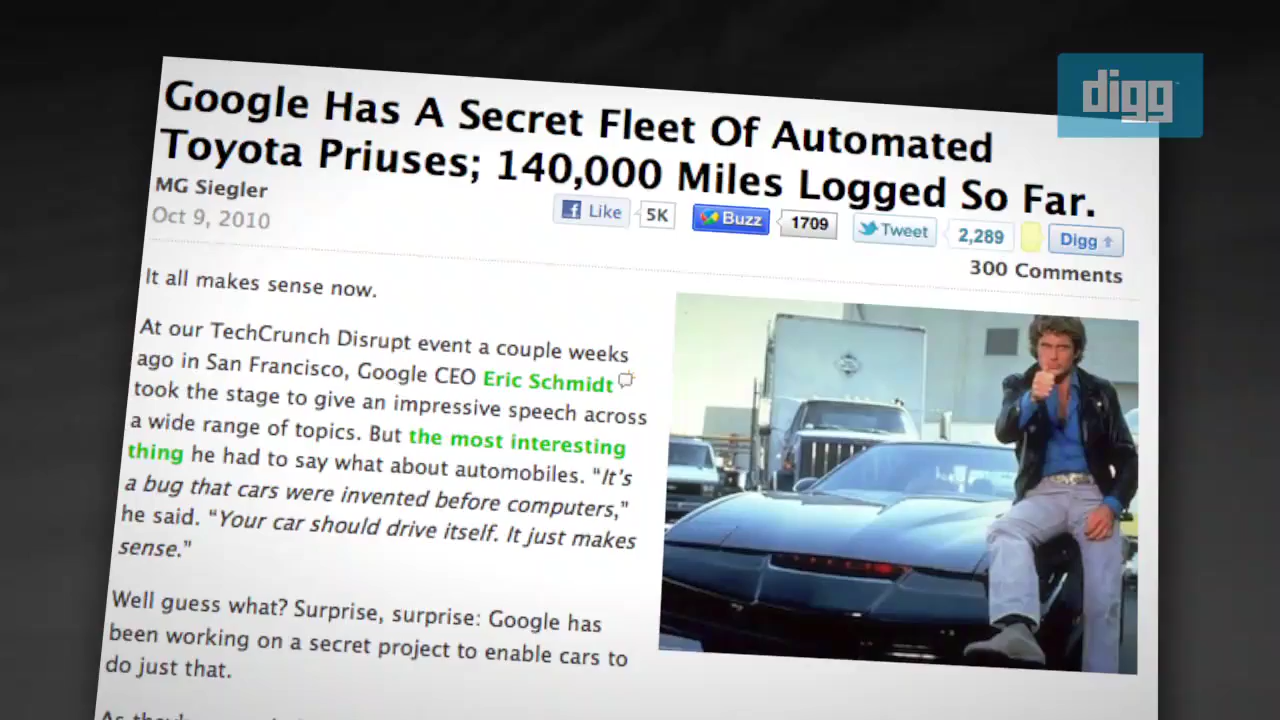 digg
Google Has A Secret Fleet Of Automated
Toyota Priuses; 140,000 Miles Logged So Far.
MG Siegler
Oct 9, 2010
Like 5K Buzz 1709 Tweet 2,289 Digg
300 Comments
It all makes sense now.
At our TechCrunch Disrupt event a couple weeks
ago in San Francisco, Google CEO Eric Schmidt
took the stage to give an impressive speech across
a wide range of topics. But the most interesting
thing he had to say what about automobiles. “It’s
a bug that cars were invented before computers,”
he said. “Your car should drive itself. It just makes
sense.”
Well guess what? Surprise, surprise: Google has
been working on a secret project to enable cars to
do just that.